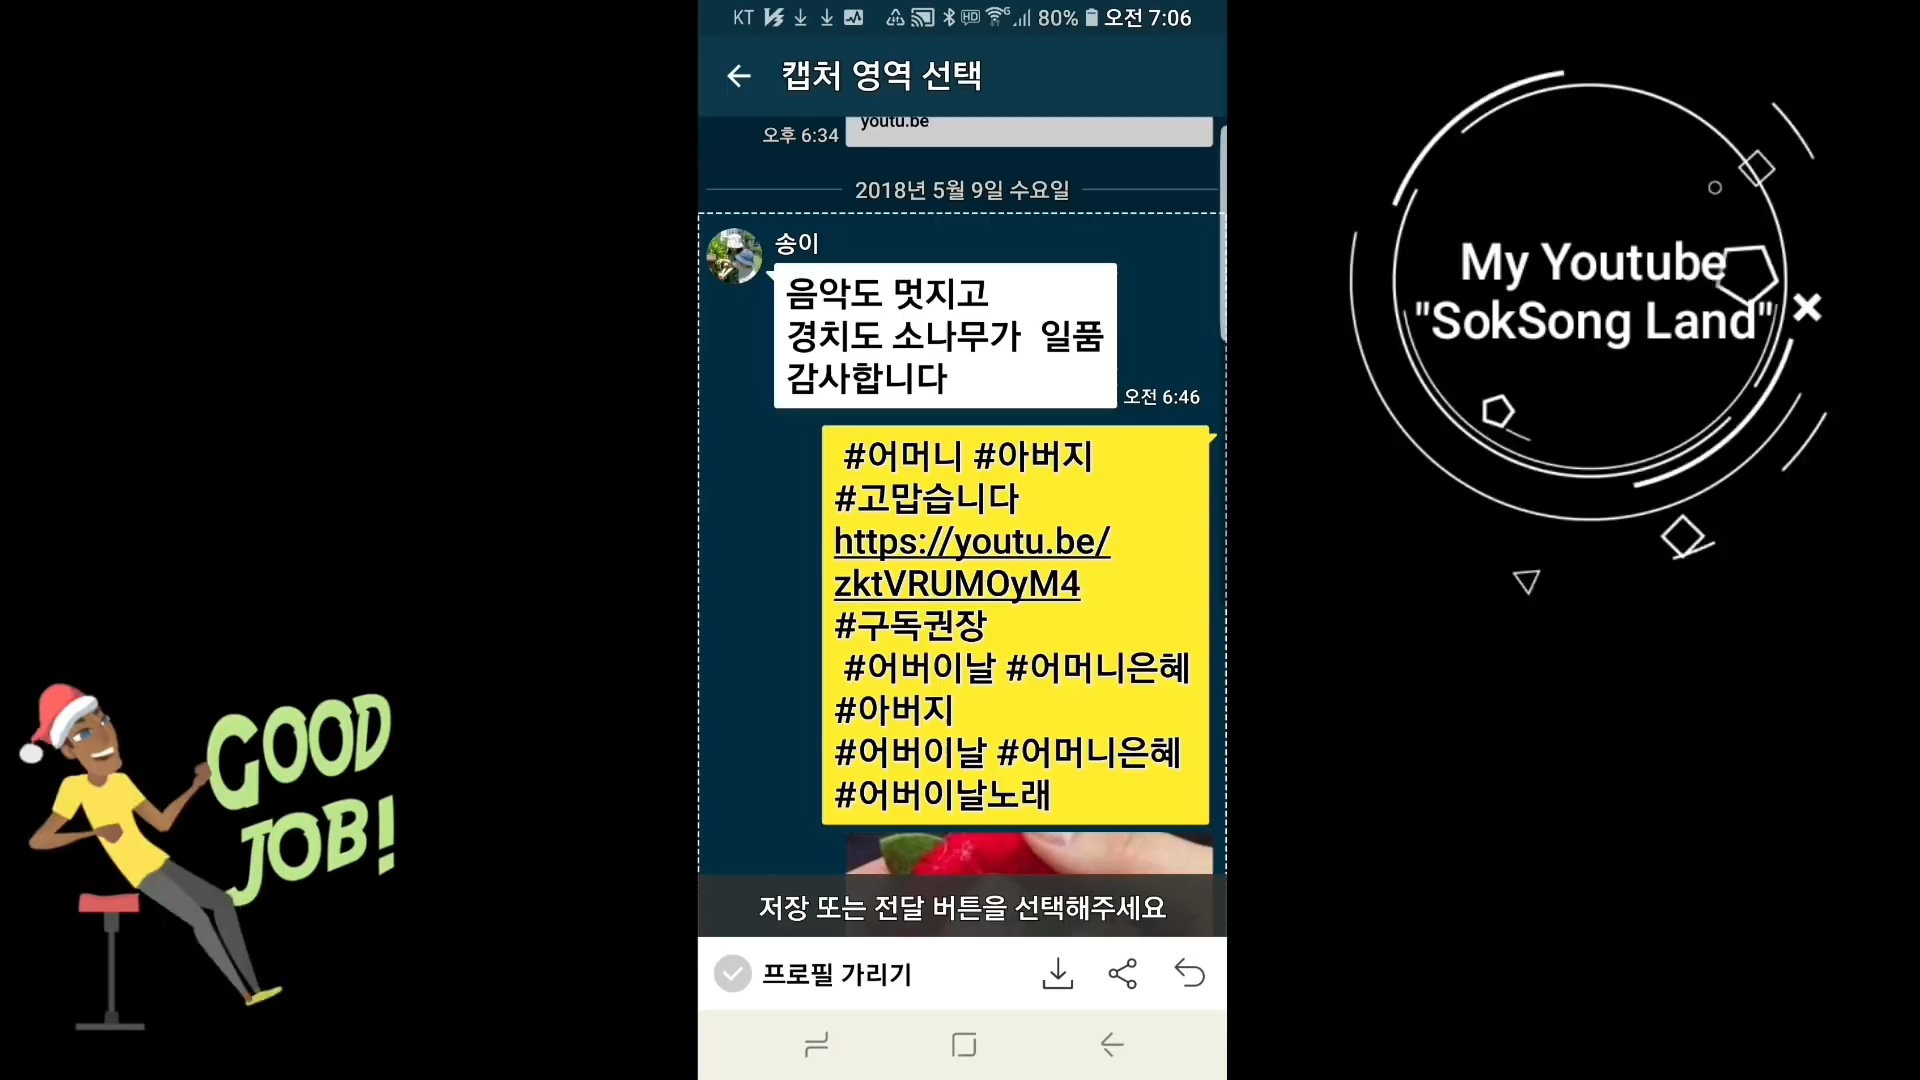 KT HD 80% 오전 7:06
캡처 영역 선택
youtu.be
오후 6:34
2018년 5월 9일 수요일
송이
음악도 멋지고
경치도 소나무가 일품
감사합니다
오전 6:46
#어머니 #아버지
#고맙습니다
https://youtu.be/
zktVRUMOyM4
#구독권장
#어버이날 #어머니은혜
#아버지
#어버이날 #어머니은혜
#어버이날노래
저장 또는 전달 버튼을 선택해주세요
프로필 가리기
My Youtube
"SokSong Land"
GOOD
JOB!